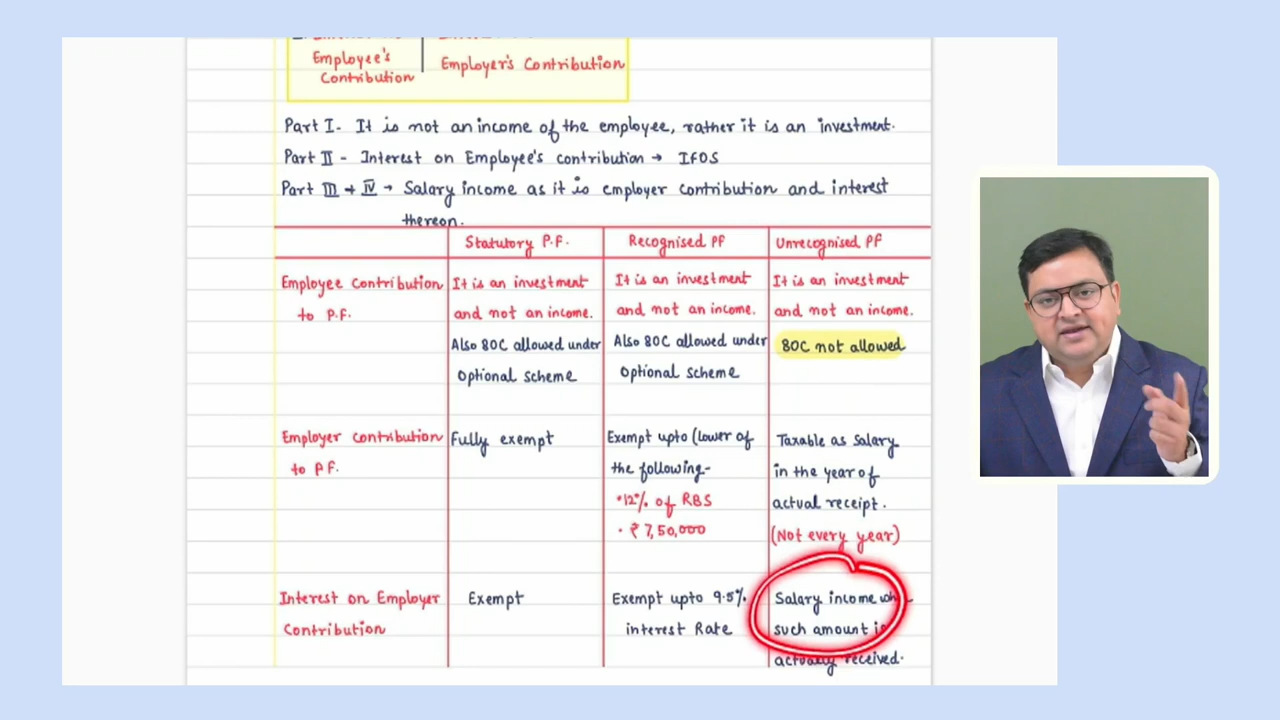 Employee's
Contribution
Employer's Contribution
Part I - It is not an income of the employee, rather it is an investment.
Part II - Interest on Employee's contribution → IFOS
Part III + IV → Salary income as it is employer contribution and interest
thereon.
Statutory P.F. Recognised PF Unrecognised PF
Employee Contribution
to P.F.
It is an investment
and not an income.
Also 80C allowed under
Optional scheme
It is an investment
and not an income.
Also 80C allowed under
Optional scheme
It is an investment
and not an income.
80C not allowed
Employer contribution
to PF.
Fully exempt
Exempt upto (lower of
the following-
• 12% of RBS
• ₹ 7,50,000
Taxable as Salary
in the year of
actual receipt.
(Not every year)
Interest on Employer
Contribution
Exempt
Exempt upto 9.5%
interest Rate
Salary income
such amount is
actually received.